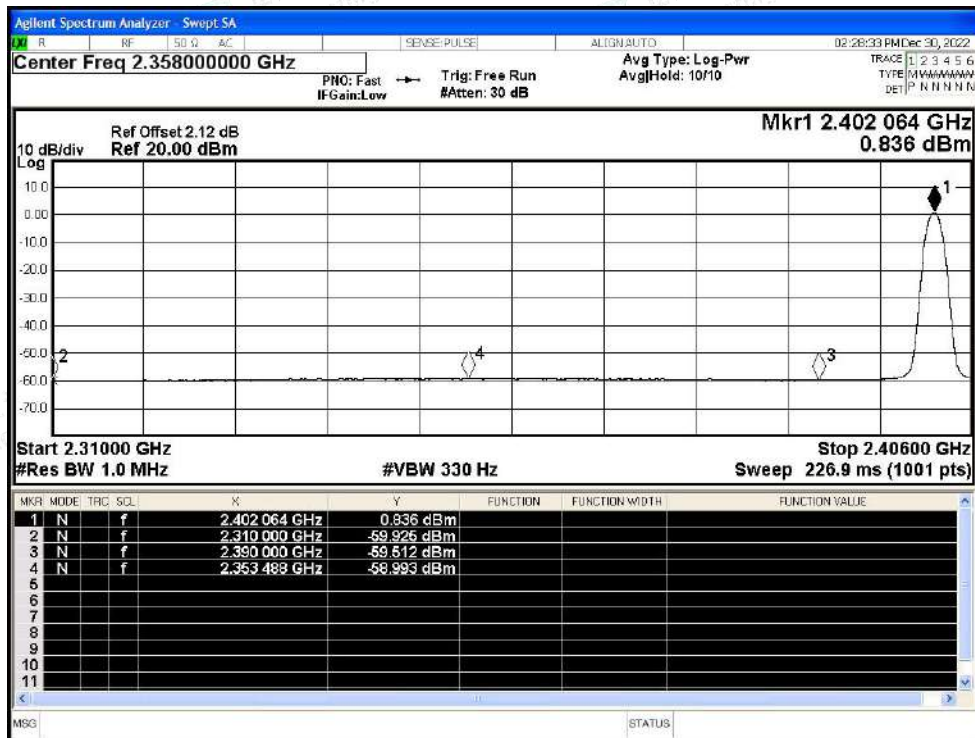 Agilent Spectrum Analyzer - Swept SA
LXI R RF 50 Ω AC SENSE:PULSE ALIGN AUTO 02:28:33 PM Dec 30, 2022
Center Freq 2.358000000 GHz Avg Type: Log-Pwr TRACE 1 2 3 4 5 6
PNO: Fast Trig: Free Run Avg|Hold: 10/10 TYPE M W W W W W
IFGain:Low #Atten: 30 dB DET P N N N N N
Mkr1 2.402 064 GHz
Ref Offset 2.12 dB
10 dB/div Ref 20.00 dBm 0.836 dBm
Log
10.0
0.00
-10.0
-20.0
-30.0
-40.0
-50.0
-60.0
-70.0
1
2
4
3
Start 2.31000 GHz Stop 2.40600 GHz
#Res BW 1.0 MHz #VBW 330 Hz Sweep 226.9 ms (1001 pts)
MKR MODE TRC SCL X Y FUNCTION FUNCTION WIDTH FUNCTION VALUE
1 N f 2.402 064 GHz 0.836 dBm
2 N f 2.310 000 GHz -59.925 dBm
3 N f 2.390 000 GHz -59.512 dBm
4 N f 2.353 488 GHz -58.993 dBm
5
6
7
8
9
10
11
MSG STATUS